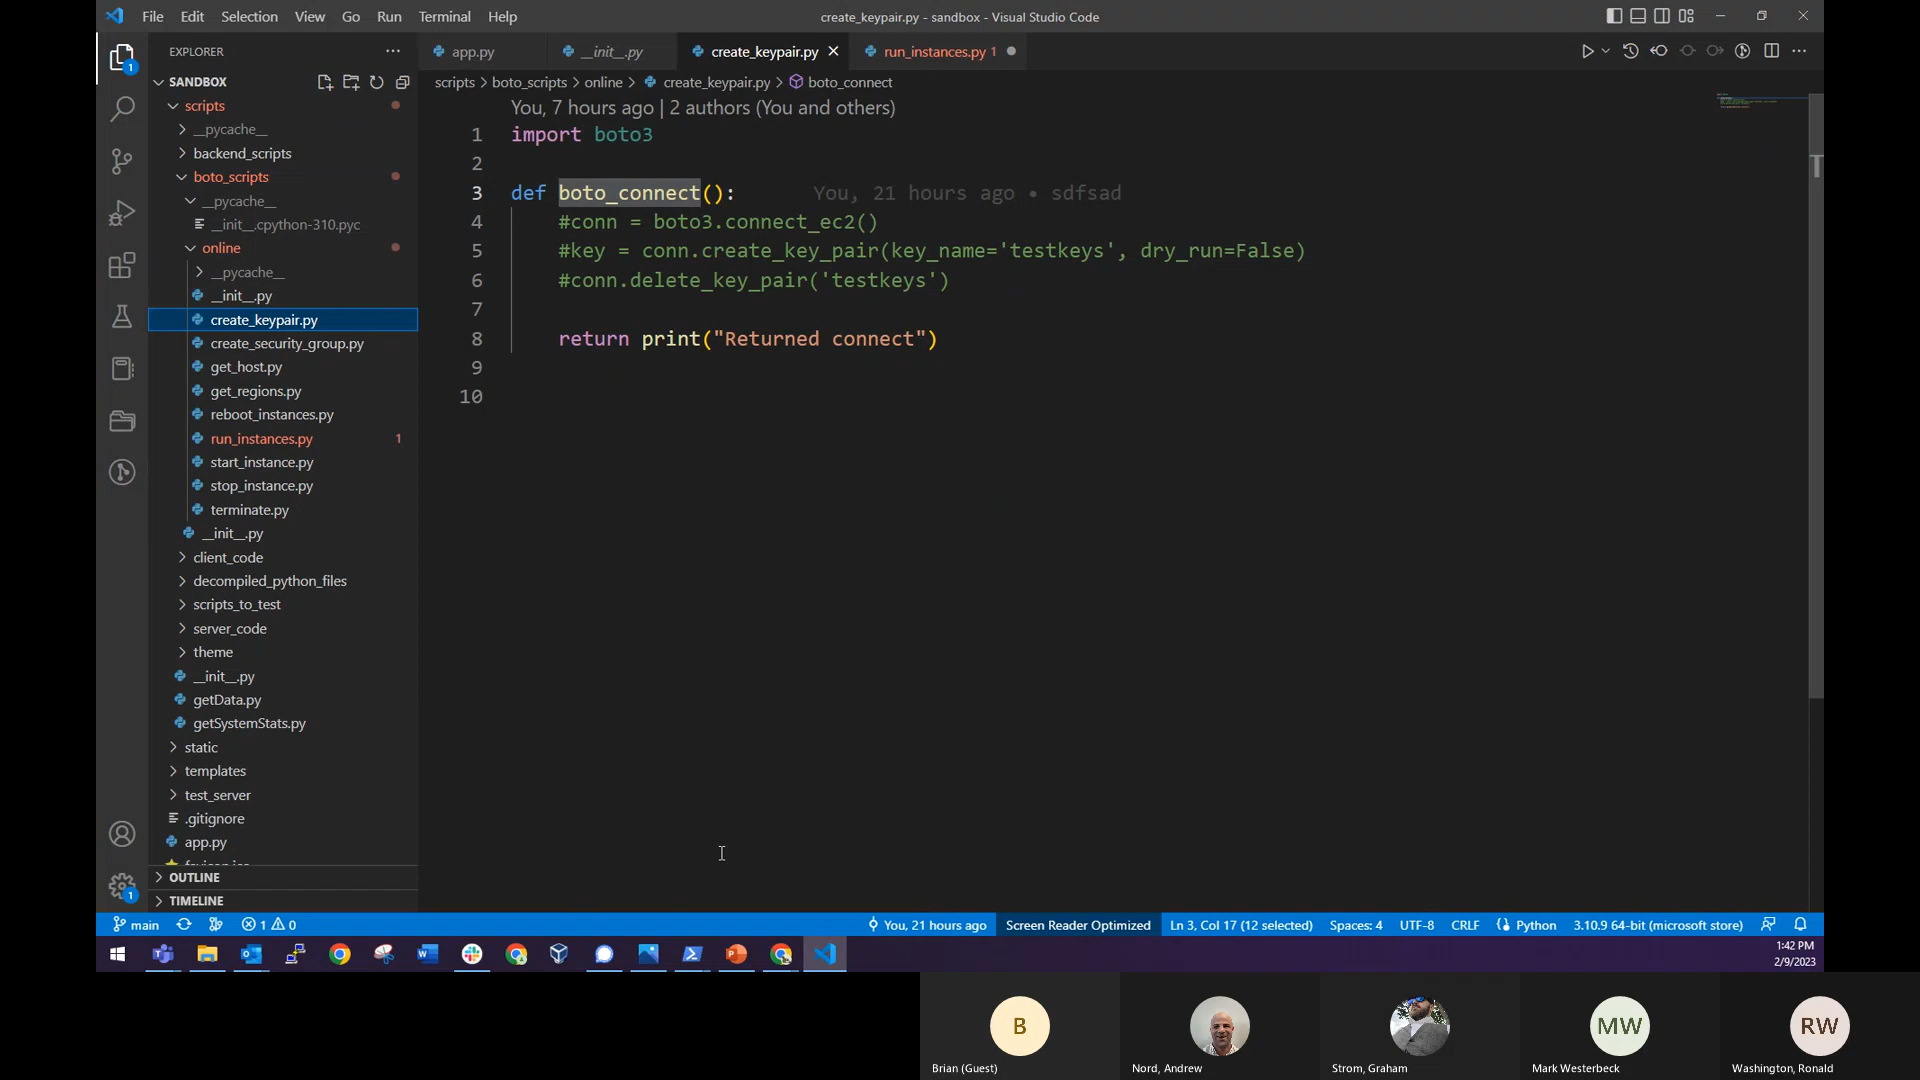 File Edit Selection View Go Run Terminal Help
create_keypair.py - sandbox - Visual Studio Code
EXPLORER
app.py
__init__.py
create_keypair.py
run_instances.py 1
SANDBOX
scripts > boto_scripts > online > create_keypair.py > boto_connect
scripts
__pycache__
backend_scripts
boto_scripts
__pycache__
__init__.cpython-310.pyc
online
__pycache__
__init__.py
create_keypair.py
create_security_group.py
get_host.py
get_regions.py
reboot_instances.py
run_instances.py 1
start_instance.py
stop_instance.py
terminate.py
__init__.py
client_code
decompiled_python_files
scripts_to_test
server_code
theme
__init__.py
getData.py
getSystemStats.py
static
templates
test_server
.gitignore
app.py
OUTLINE
TIMELINE
1
1
You, 7 hours ago | 2 authors (You and others)
1 import boto3
2
3 def boto_connect(): You, 21 hours ago • sdfsad
4 #conn = boto3.connect_ec2()
5 #key = conn.create_key_pair(key_name='testkeys', dry_run=False)
6 #conn.delete_key_pair('testkeys')
7
8 return print("Returned connect")
9
10
main 1 0 You, 21 hours ago Screen Reader Optimized Ln 3, Col 17 (12 selected) Spaces: 4 UTF-8 CRLF Python 3.10.9 64-bit (microsoft store)
1:42 PM
2/9/2023
B
MW
RW
Brian (Guest)
Nord, Andrew
Strom, Graham
Mark Westerbeck
Washington, Ronald